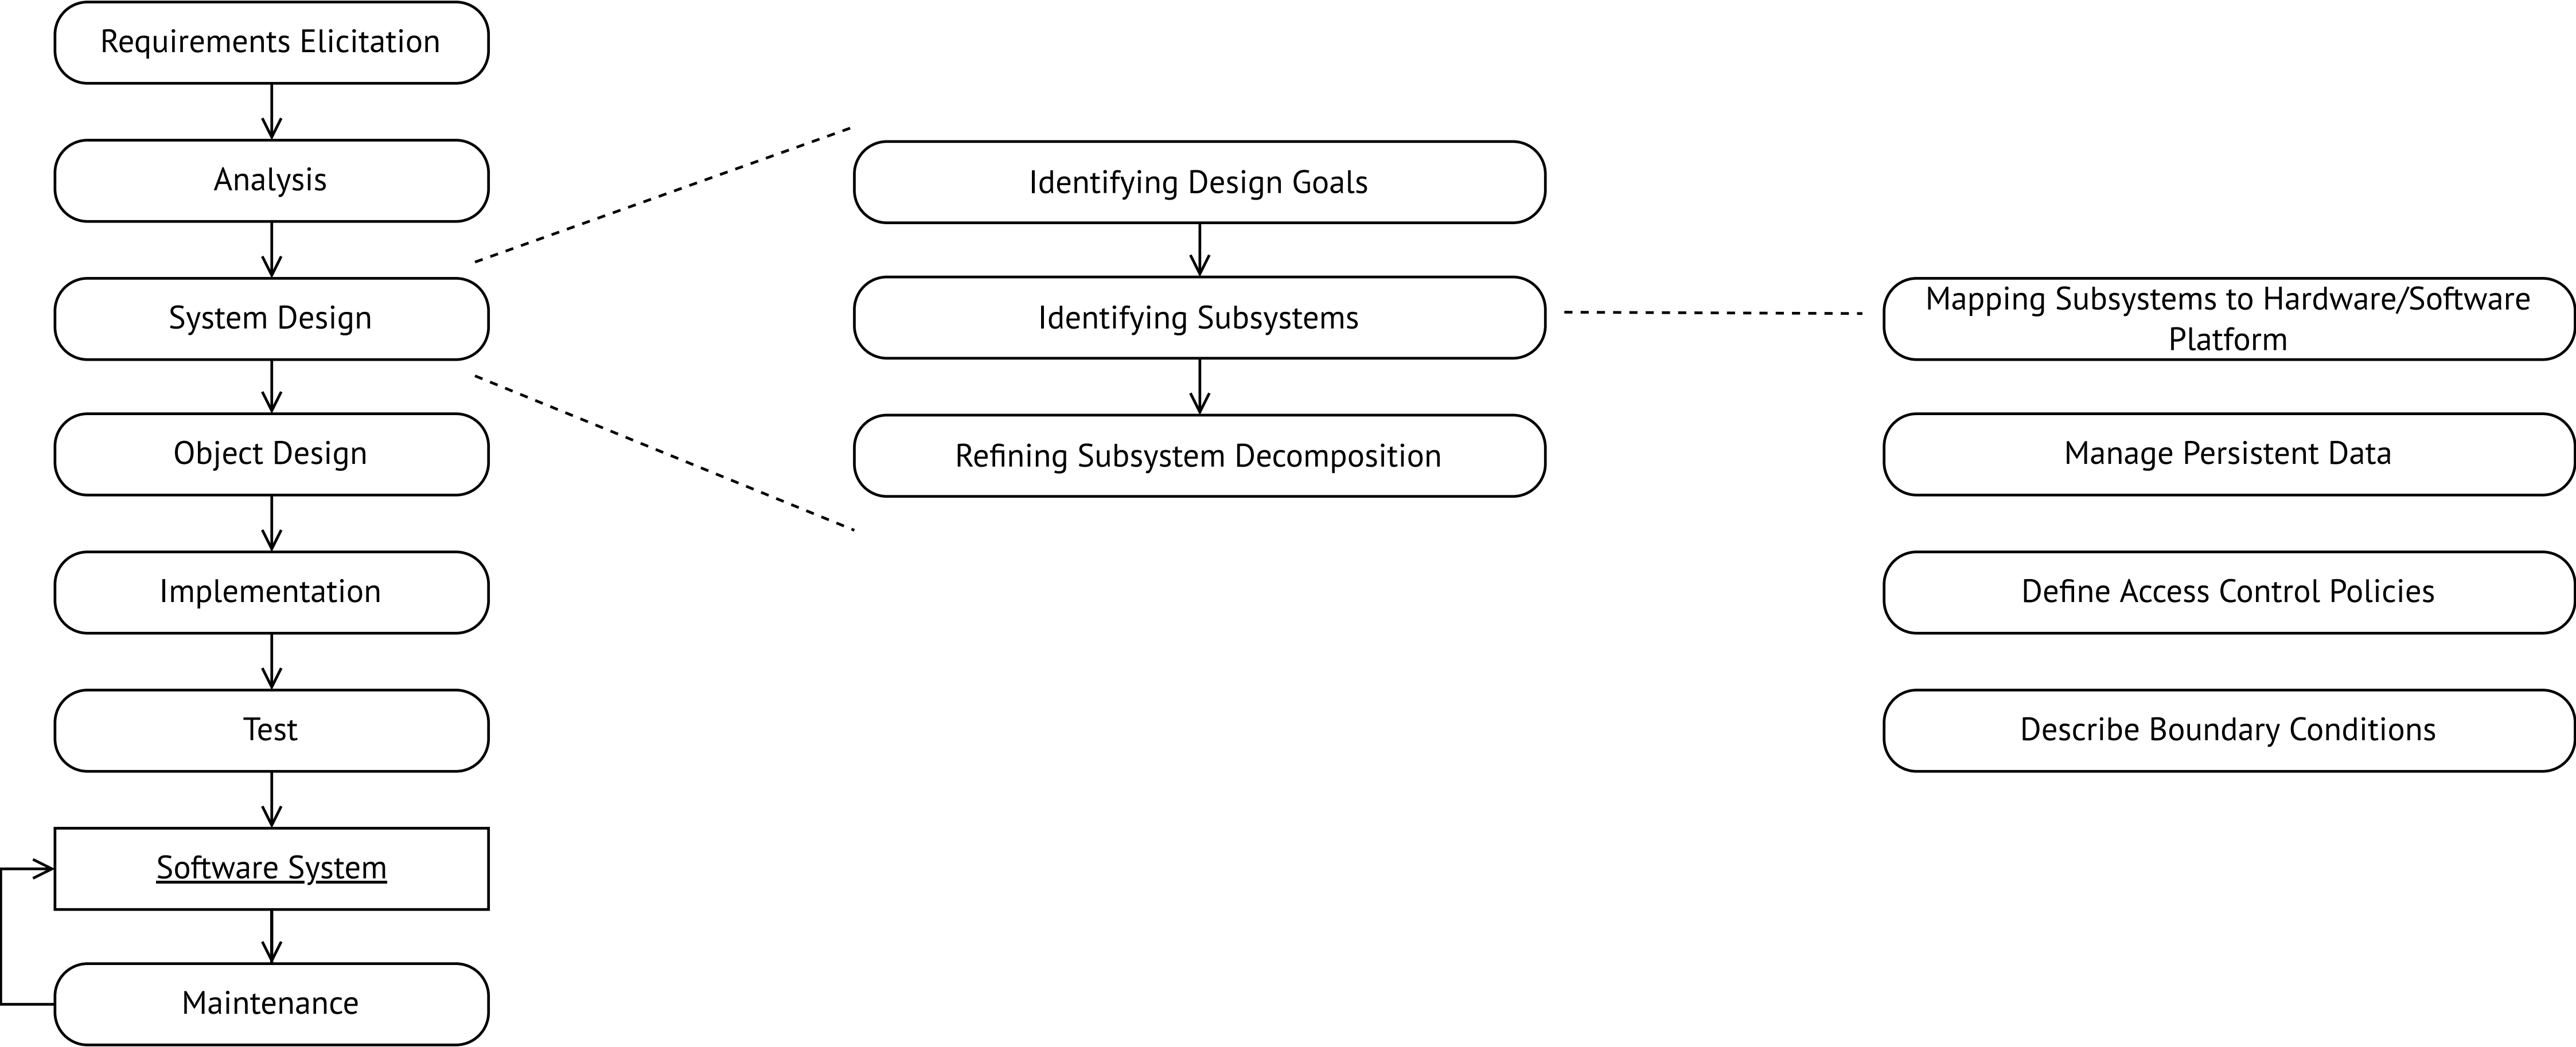 Requirements Elicitation
Analysis
System Design
Object Design
Implementation
Test
Software System
Maintenance
Identifying Design Goals
Identifying Subsystems
Refining Subsystem Decomposition
Mapping Subsystems to Hardware/Software
Platform
Manage Persistent Data
Define Access Control Policies
Describe Boundary Conditions